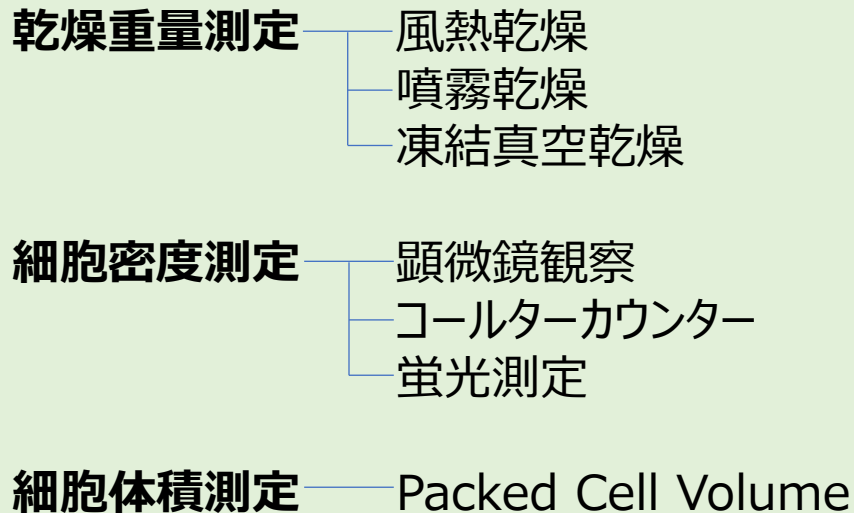 乾燥重量測定 風熱乾燥
噴霧乾燥
凍結真空乾燥
細胞密度測定 顕微鏡観察
コールターカウンター
蛍光測定
細胞体積測定 Packed Cell Volume